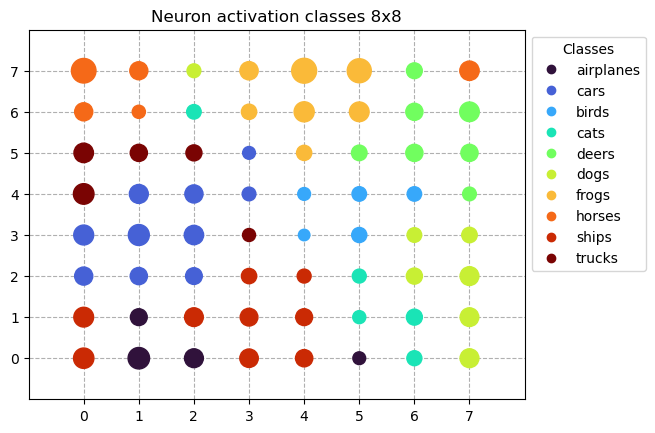 Neuron activation classes 8x8
7
6
5
4
3
2
1
0
0 1 2 3 4 5 6 7
Classes
airplanes
cars
birds
cats
deers
dogs
frogs
horses
ships
trucks